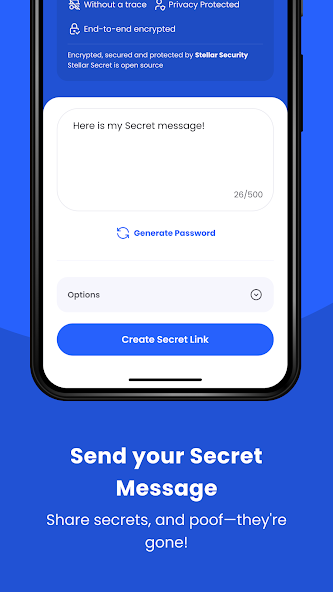 Without a trace Privacy Protected
End-to-end encrypted
Encrypted, secured and protected by Stellar Security
Stellar Secret is open source
Here is my Secret message!
26/500
Generate Password
Options
Create Secret Link
Send your Secret
Message
Share secrets, and poof—they're
gone!